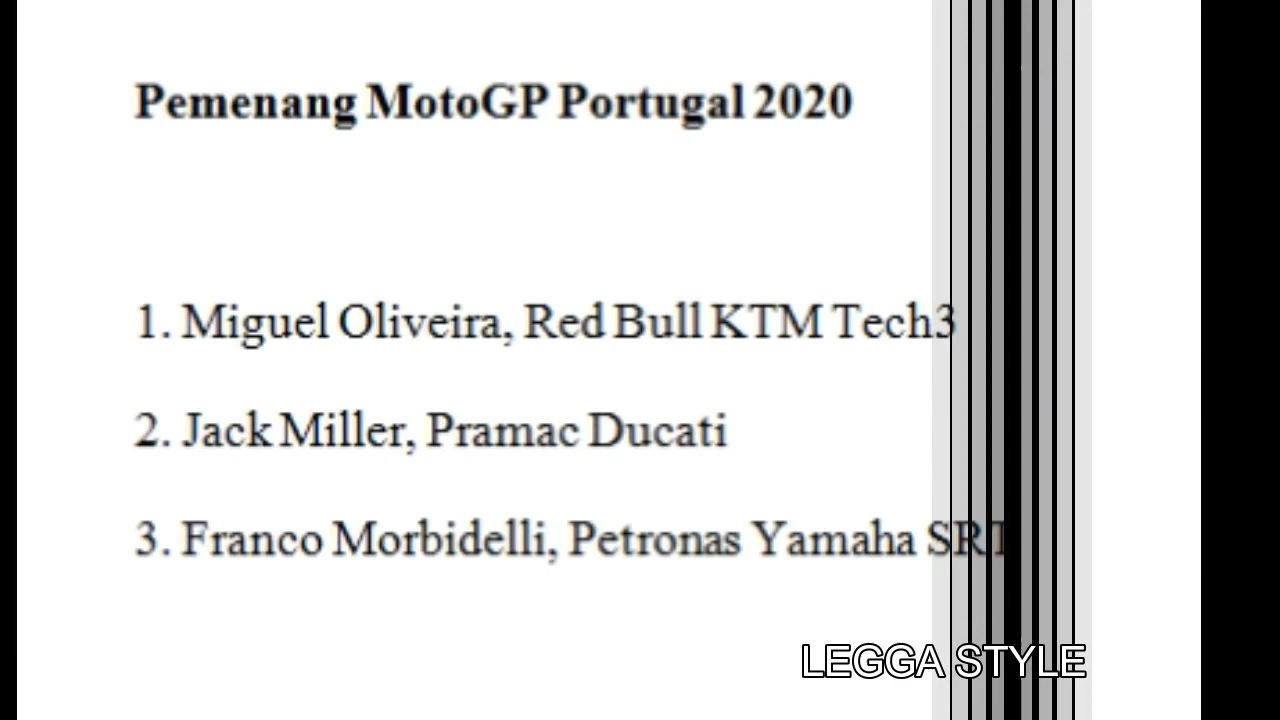 Pemenang MotoGP Portugal 2020
1. Miguel Oliveira, Red Bull KTM Tech3
2. Jack Miller, Pramac Ducati
3. Franco Morbidelli, Petronas Yamaha SRT
LEGGA STYLE